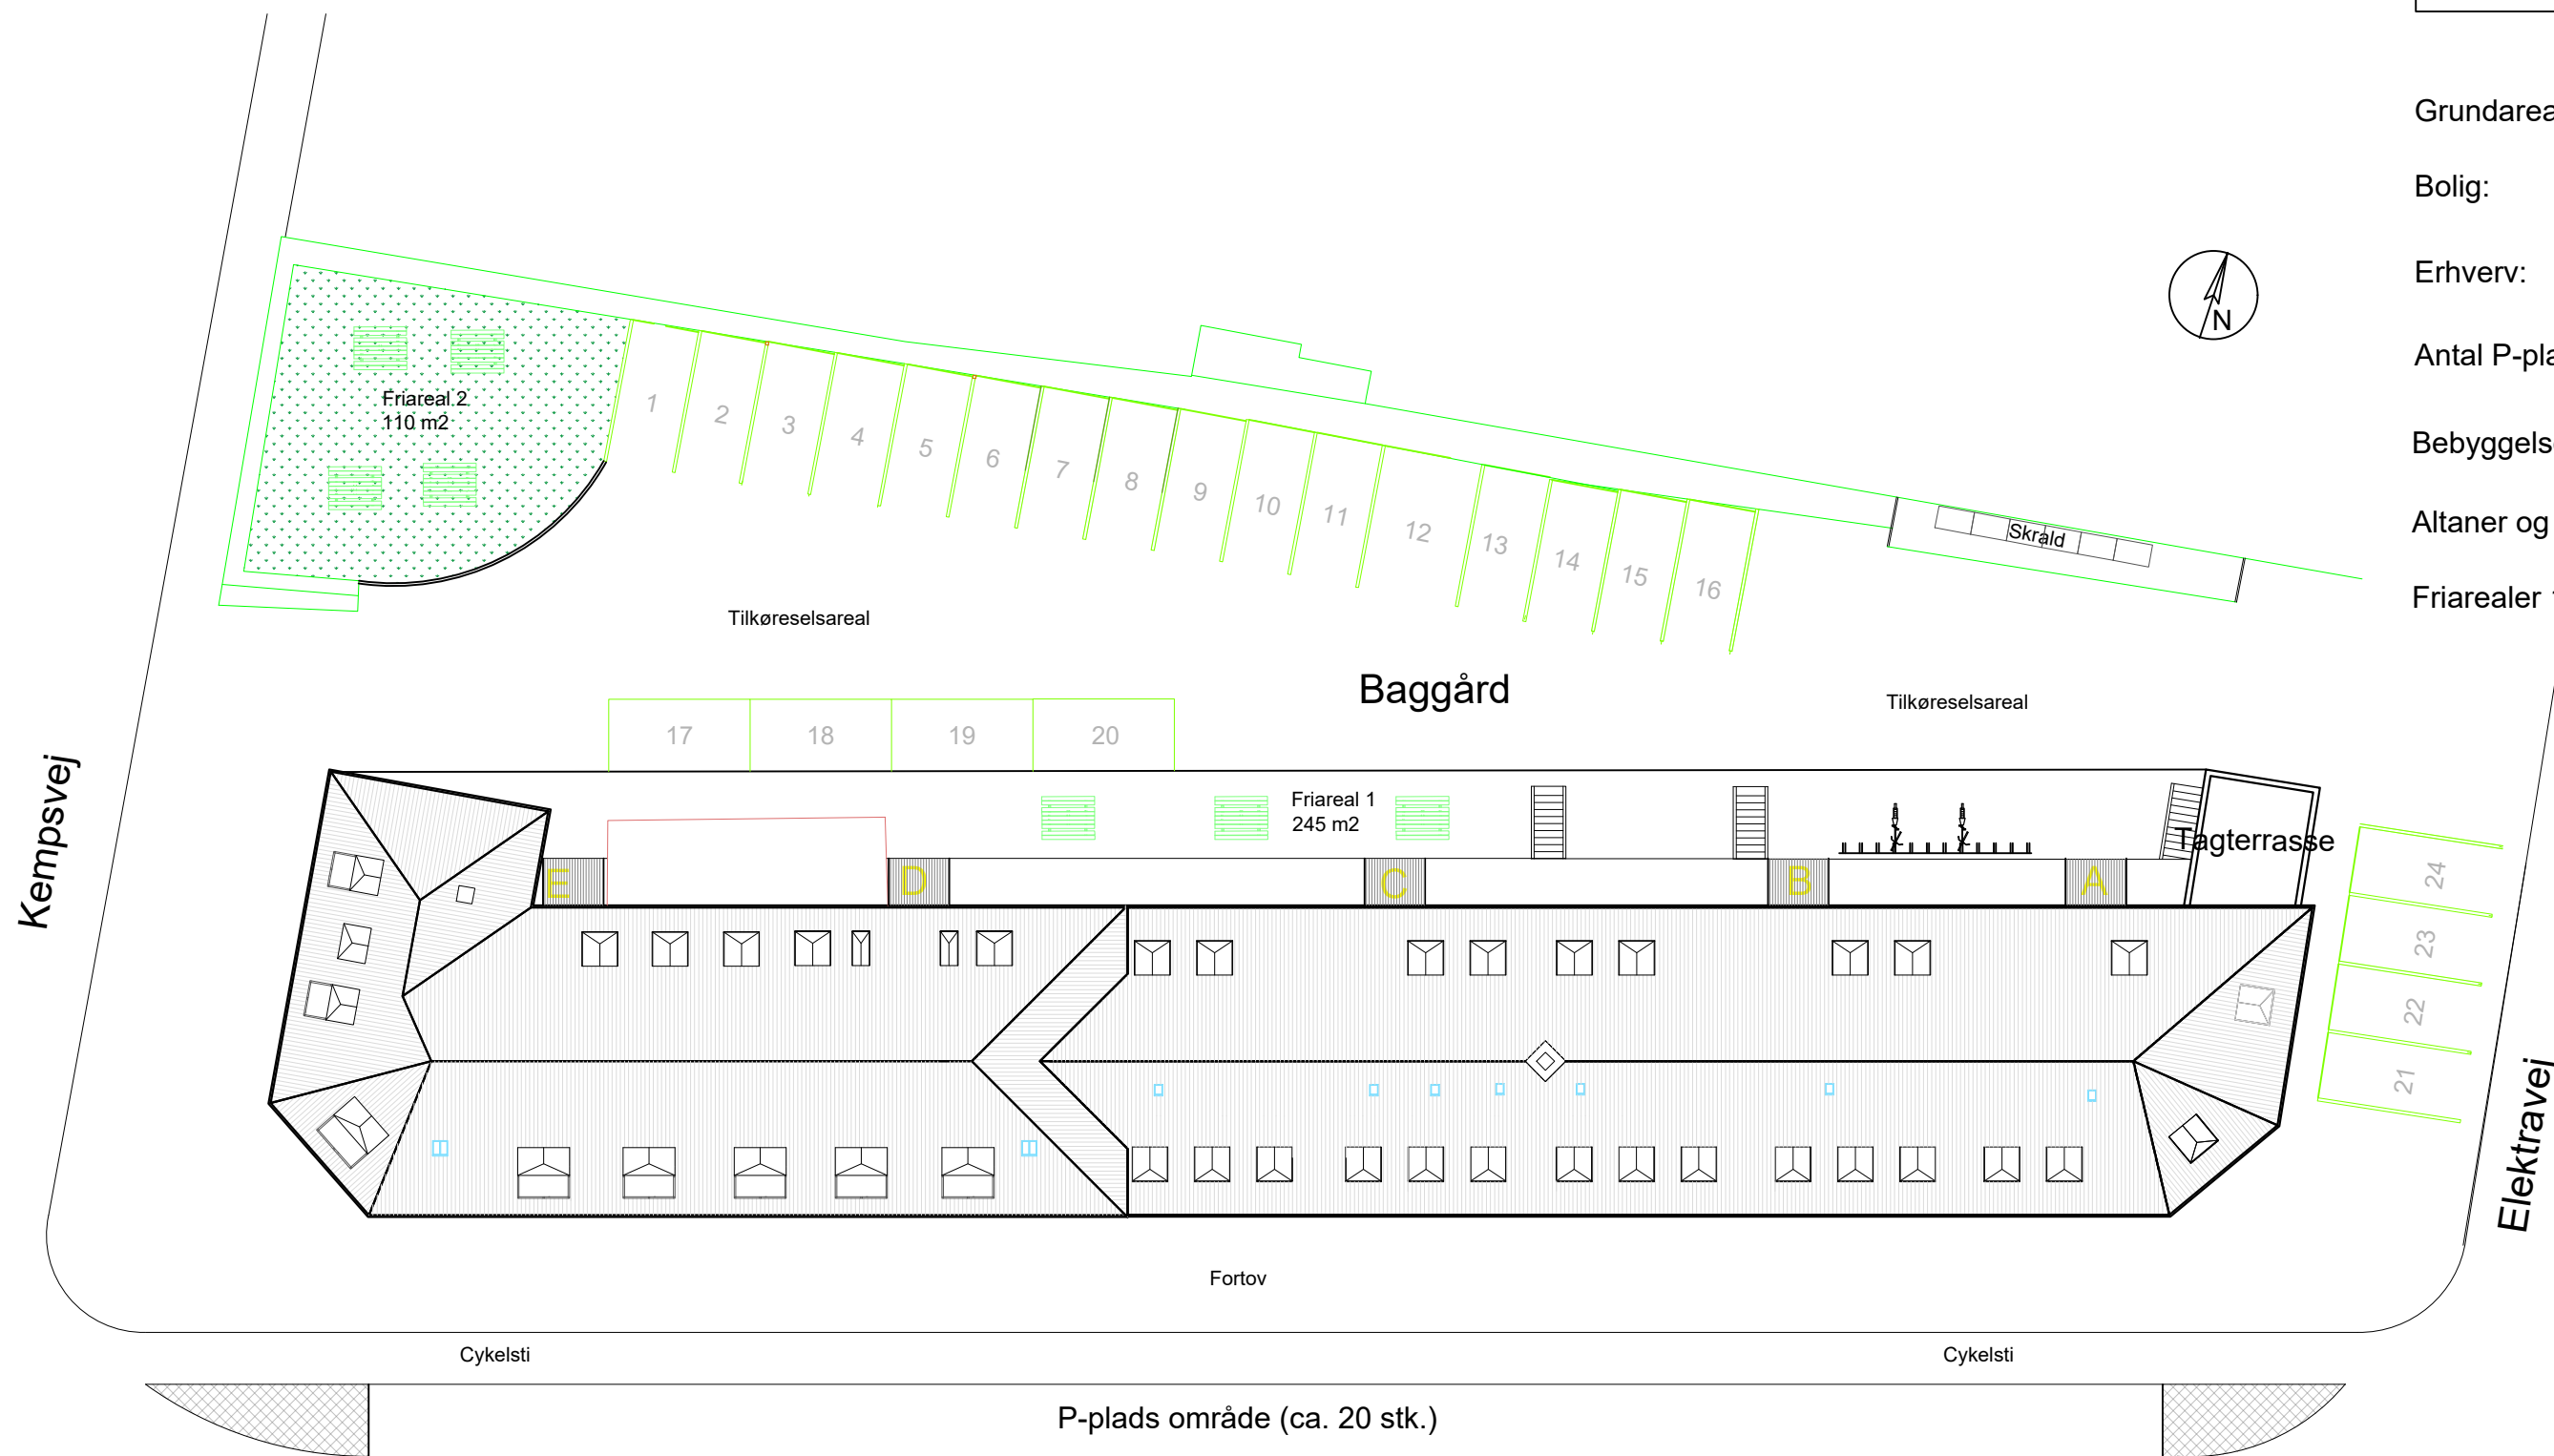 Grundarea
Bolig:
Erhverv:
N
Antal P-pla
Friareal 2
110 m2
1
2
3
4
5
6
7
8
9
10
11
12
13
14
15
16
Bebyggelse
Skrald
Altaner og
Friarealer
Tilkøreselsareal
Baggård
Tilkøreselsareal
17
18
19
20
Kempsvej
Friareal 1
245 m2
Tagterrasse
E
D
C
B
A
24
23
22
21
Elektravej
Fortov
Cykelsti
Cykelsti
P-plads område (ca. 20 stk.)